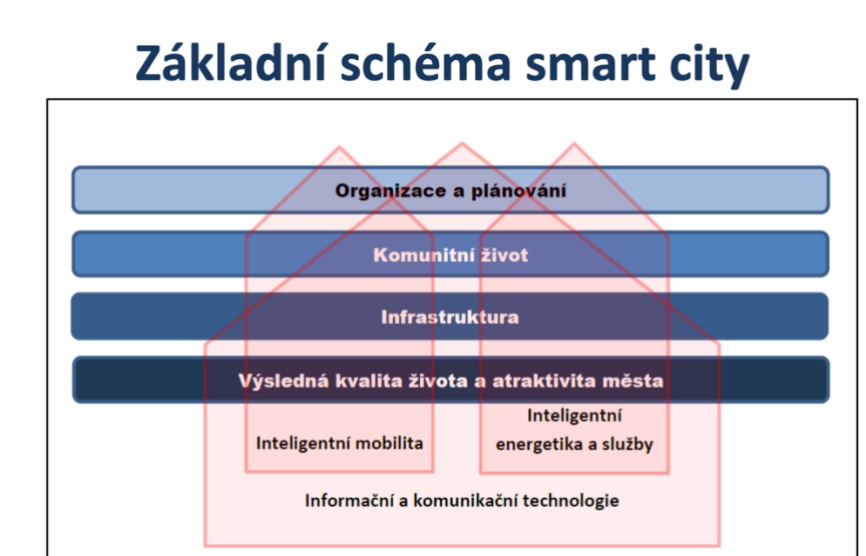 Základní schéma smart city
Organizace a plánování
Komunitní život
Infrastruktura
Výsledná kvalita života a atraktivita města
Inteligentní mobilita
Inteligentní
energetika a služby
Informační a komunikační technologie